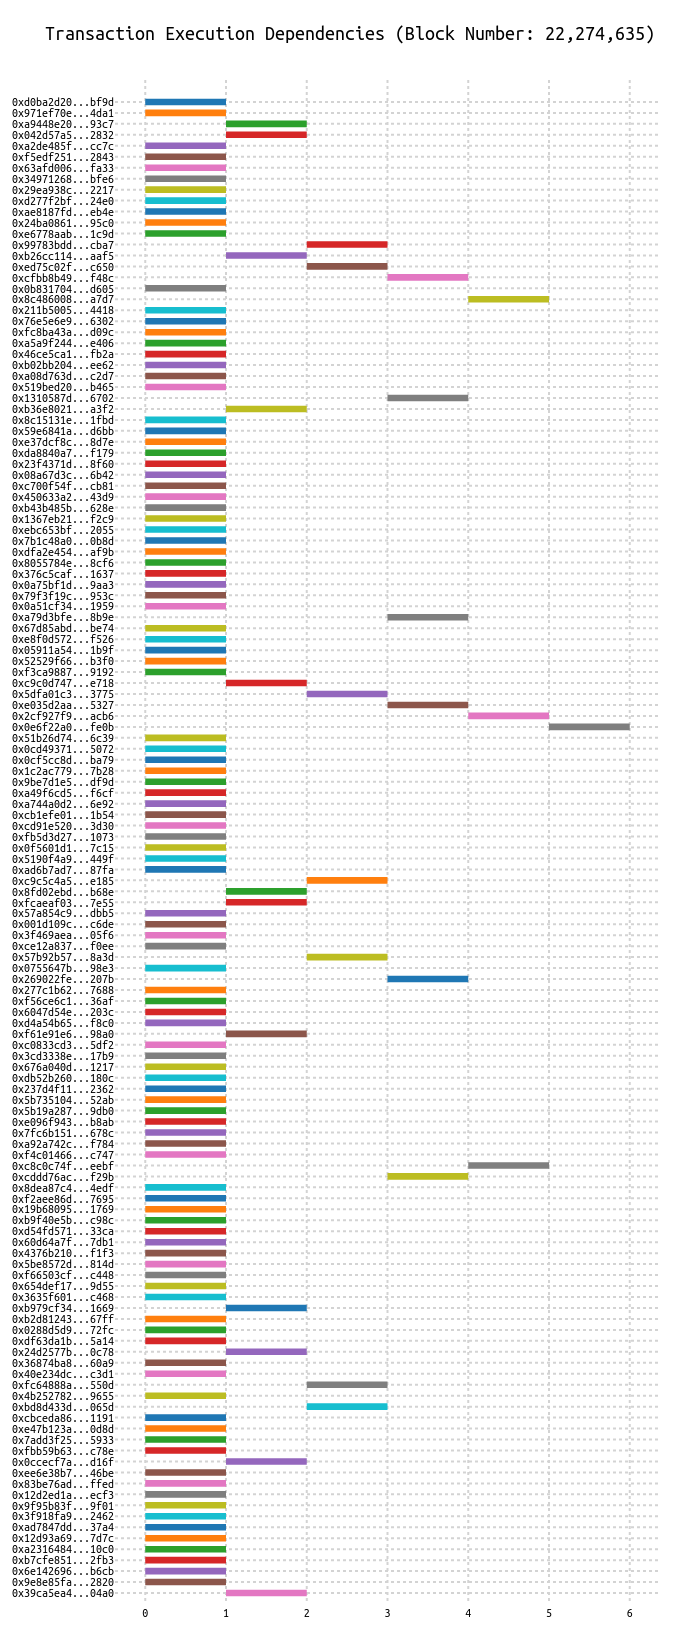 Transaction Execution Dependencies (Block Number: 22,274,635)
0xd0ba2d20...bf9d
0x971ef70e...4da1
0xa9448e20...93c7
0x042d57a5...2832
0xa2de485f...cc7c
0xf5edf251...2843
0x63afd006...fa33
0x34971268...bfe6
0x29ea938c...2217
0xd277f2bf...24e0
0xae8187fd...eb4e
0x24ba0861...95c0
0xe6778aab...1c9d
0x99783bdd...cba7
0xb26cc114...aaf5
0xed75c02f...c650
0xcfbb8b49...f48c
0x0b831704...d605
0x8c486008...a7d7
0x211b5005...4418
0x76e5e6e9...6302
0xfc8ba43a...d09c
0xa5a9f244...e406
0x46ce5ca1...fb2a
0xb02bb204...ee62
0xa08d763d...c2d7
0x519bed20...b465
0x1310587d...6702
0xb36e8021...a3f2
0x8c15131e...1fbd
0x59e6841a...d6bb
0xe37dcf8c...8d7e
0xda8840a7...f179
0x23f4371d...8f60
0x08a67d3c...6b42
0xc700f54f...cb81
0x450633a2...43d9
0xb43b485b...628e
0x1367eb21...f2c9
0xebc653bf...2055
0x7b1c48a0...0b8d
0xdfa2e454...af9b
0x8055784e...8cf6
0x376c5caf...1637
0x0a75bf1d...9aa3
0x79f3f19c...953c
0x0a51cf34...1959
0xa79d3bfe...8b9e
0x67d85abd...be74
0xe8f0d572...f526
0x05911a54...1b9f
0x52529f66...b3f0
0xf3ca9887...9192
0xc9c0d747...e718
0x5dfa01c3...3775
0xe035d2aa...5327
0x2cf927f9...acb6
0x0e6f22a0...fe0b
0x51b26d74...6c39
0x0cd49371...5072
0x0cf5cc8d...ba79
0x1c2ac779...7b28
0x9be7d1e5...df9d
0xa49f6cd5...f6cf
0xa744a0d2...6e92
0xcb1efe01...1b54
0xcd91e520...3d30
0xfb5d3d27...1073
0x0f5601d1...7c15
0x5190f4a9...449f
0xad6b7ad7...87fa
0xc9c5c4a5...e185
0x8fd02ebd...b68e
0xfcaeaf03...7e55
0x57a854c9...dbb5
0x001d109c...c6de
0x3f469aea...05f6
0xce12a837...f0ee
0x57b92b57...8a3d
0x0755647b...98e3
0x269022fe...207b
0x277c1b62...7688
0xf56ce6c1...36af
0x6047d54e...203c
0xd4a54b65...f8c0
0xf61e91e6...98a0
0xc0833cd3...5df2
0x3cd3338e...17b9
0x676a040d...1217
0xdb52b260...180c
0x237d4f11...2362
0x5b735104...52ab
0x5b19a287...9db0
0xe096f943...b8ab
0x7fc6b151...678c
0xa92a742c...f784
0xf4c01466...c747
0xc8c0c74f...eebf
0xcddd76ac...f29b
0x8dea87c4...4edf
0xf2aee86d...7695
0x19b68095...1769
0xb9f40e5b...c98c
0xd54fd571...33ca
0x60d64a7f...7db1
0x4376b210...f1f3
0x5be8572d...814d
0xf66503cf...c448
0x654def17...9d55
0x3635f601...c468
0xb979cf34...1669
0xb2d81243...67ff
0x0288d5d9...72fc
0xdf63da1b...5a14
0x24d2577b...0c78
0x36874ba8...60a9
0x40e234dc...c3d1
0xfc64888a...550d
0x4b252782...9655
0xbd8d433d...065d
0xcbceda86...1191
0xe47b123a...0d8d
0x7add3f25...5933
0xfbb59b63...c78e
0x0ccecf7a...d16f
0xee6e38b7...46be
0x83be76ad...ffed
0x12d2ed1a...ecf3
0x9f95b83f...9f01
0x3f918fa9...2462
0xad7847dd...37a4
0x12d93a69...7d7c
0xa2316484...10c0
0xb7cfe851...2fb3
0x6e142696...b6cb
0x9e8e85fa...2820
0x39ca5ea4...04a0
0 1 2 3 4 5 6